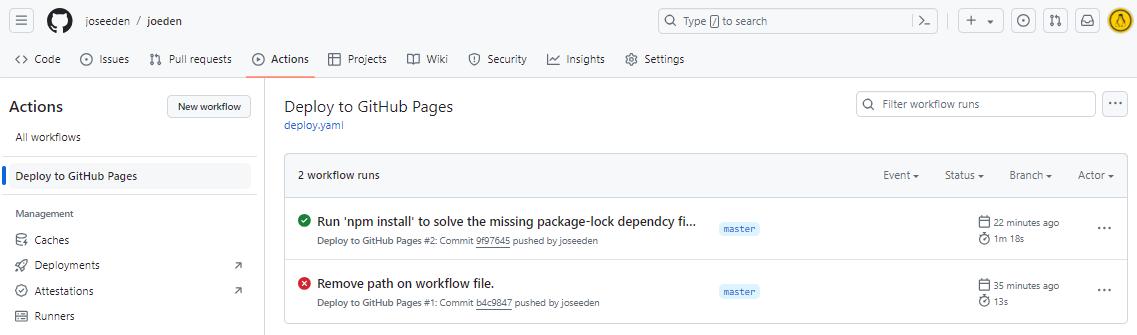 joseeden / joeden
Type / to search
Code Issues Pull requests Actions Projects Wiki Security Insights Settings
Actions
New workflow
All workflows
Deploy to GitHub Pages
Management
Caches
Deployments
Attestations
Runners
Deploy to GitHub Pages
deploy.yaml
Filter workflow runs
2 workflow runs
Event Status Branch Actor
Run 'npm install' to solve the missing package-lock dependcy fi...
Deploy to GitHub Pages #2: Commit 9f97645 pushed by joseeden
master
22 minutes ago
1m 18s
Remove path on workflow file.
Deploy to GitHub Pages #1: Commit b4c9847 pushed by joseeden
master
35 minutes ago
13s